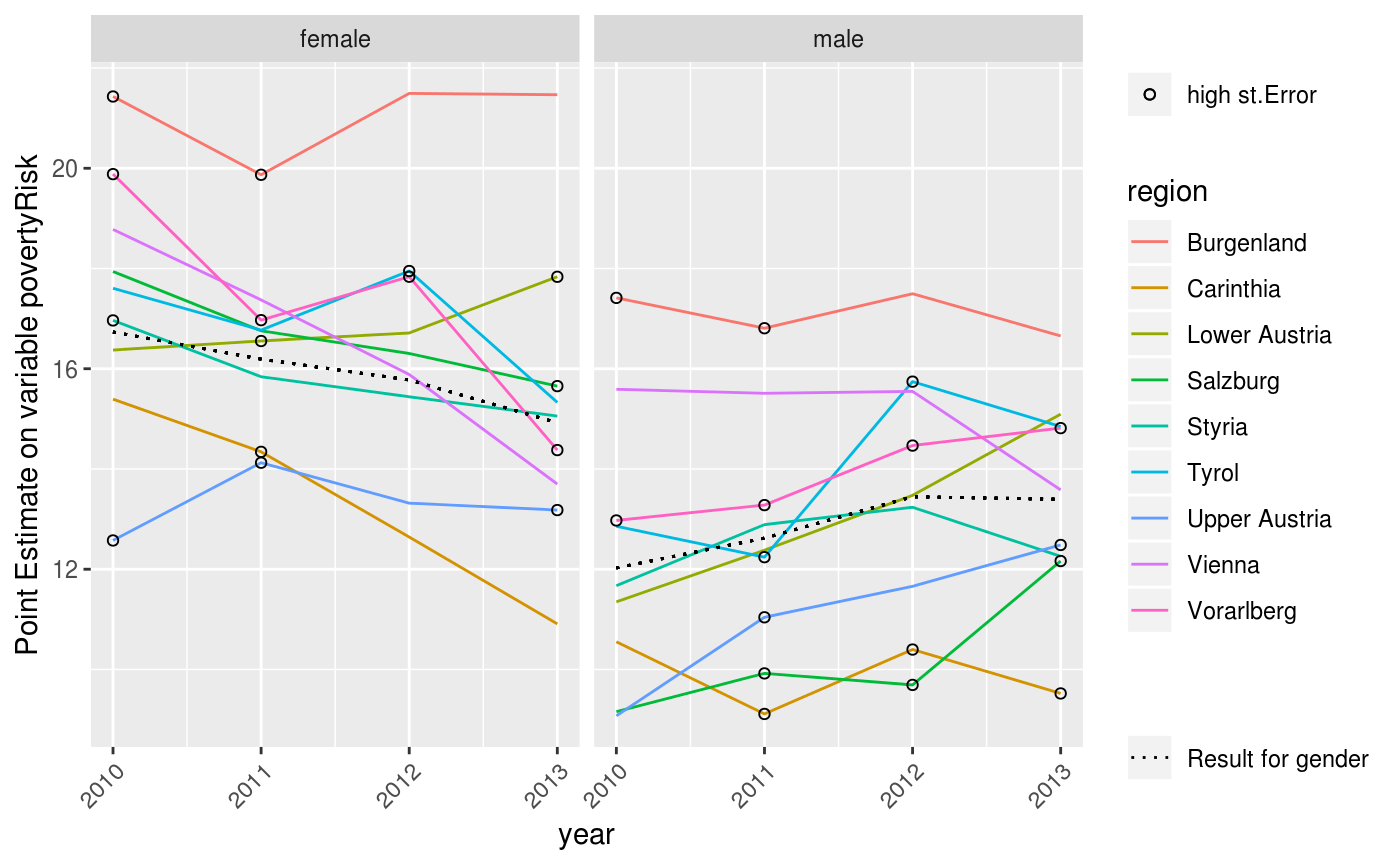 female
male
Point Estimate on variable povertyRisk
20
16
12
2010
2011
2012
2013
2010
2011
2012
2013
year
high st.Error
region
Burgenland
Carinthia
Lower Austria
Salzburg
Styria
Tyrol
Upper Austria
Vienna
Vorarlberg
Result for gender